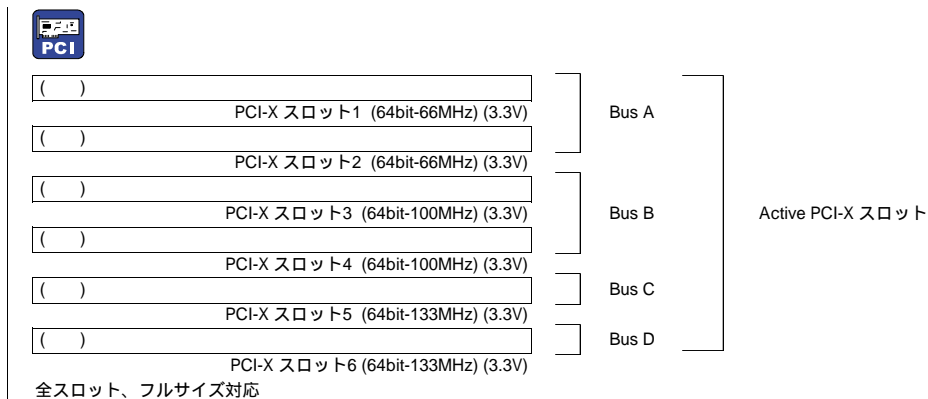 PCI
(　)
PCI-X スロット1 (64bit-66MHz) (3.3V)
Bus A
(　)
PCI-X スロット2 (64bit-66MHz) (3.3V)
(　)
PCI-X スロット3 (64bit-100MHz) (3.3V)
Bus B
Active PCI-X スロット
(　)
PCI-X スロット4 (64bit-100MHz) (3.3V)
(　)
Bus C
PCI-X スロット5 (64bit-133MHz) (3.3V)
(　)
Bus D
PCI-X スロット6 (64bit-133MHz) (3.3V)
全スロット、フルサイズ対応